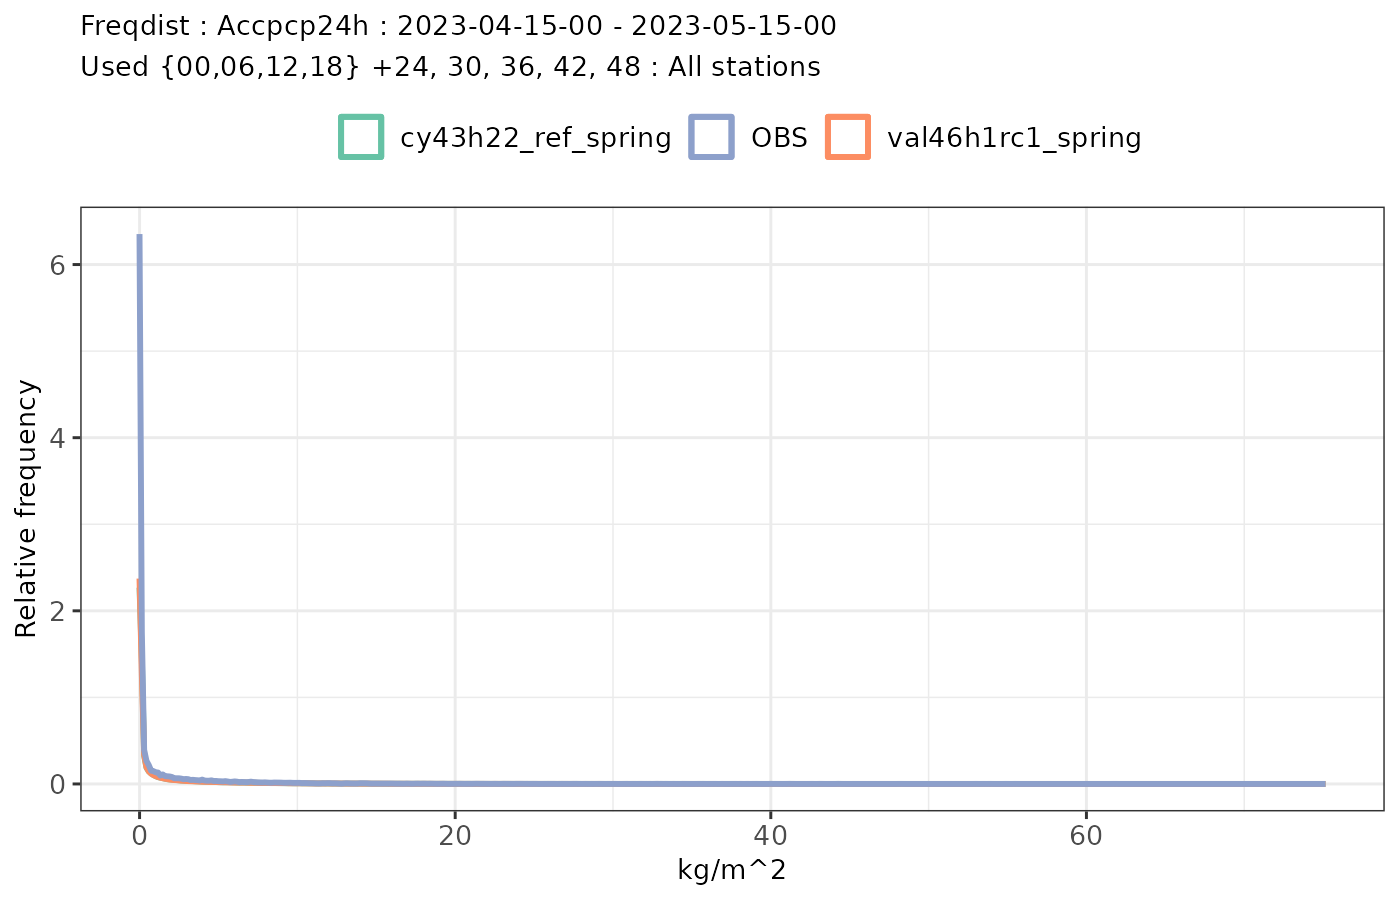 Freqdist : Accpcp24h : 2023-04-15-00 - 2023-05-15-00
Used {00,06,12,18} +24, 30, 36, 42, 48 : All stations
cy43h22_ref_spring OBS val46h1rc1_spring
Relative frequency
6
4
2
0
0 20 40 60
kg/m^2